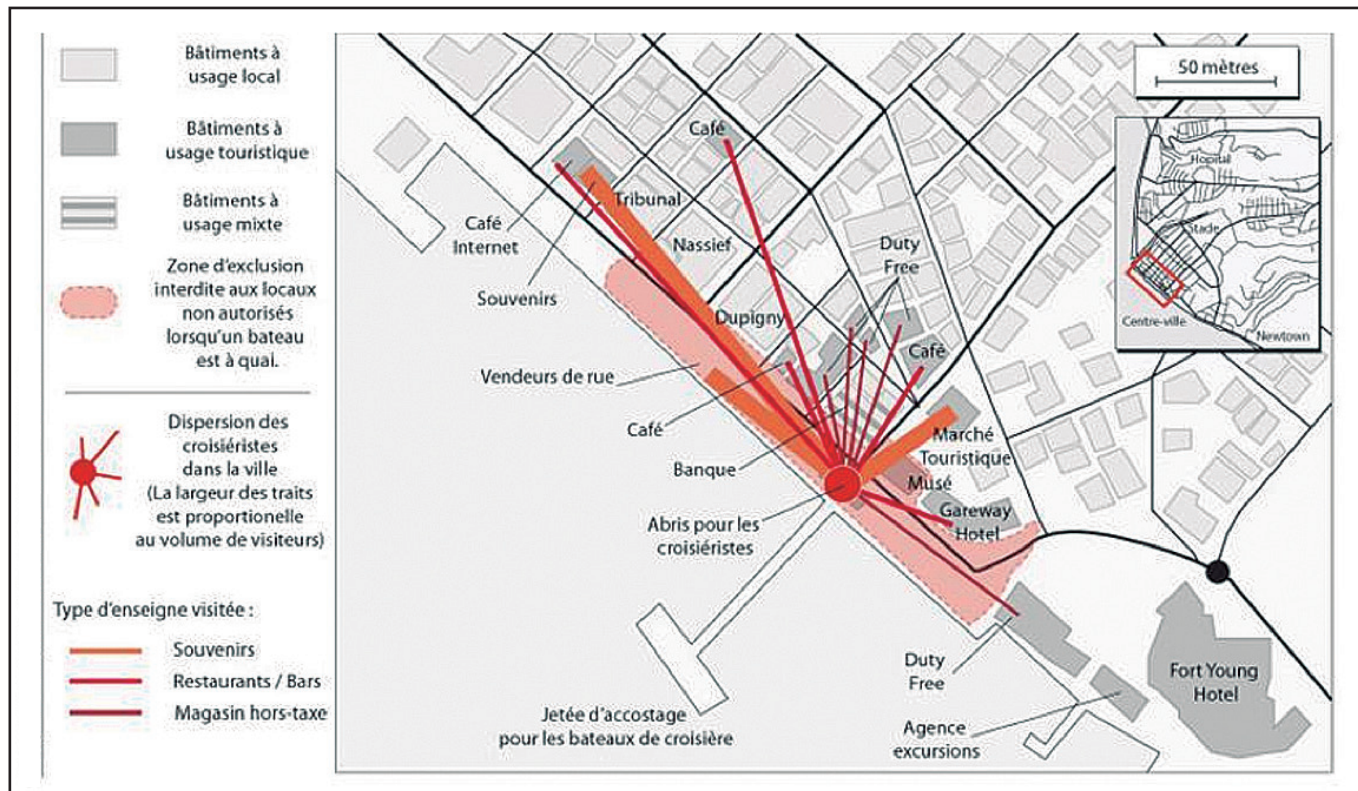 Bâtiments à
usage local
Bâtiments à
usage touristique
Bâtiments à
usage mixte
Zone d'exclusion
interdite aux locaux
non autorisés
lorsqu'un bateau
est à quai.
Dispersion des
croisiéristes
dans la ville
(La largeur des traits
est proportionelle
au volume de visiteurs)
Type d'enseigne visitée :
Souvenirs
Restaurants / Bars
Magasin hors-taxe
50 mètres
Hopital
Stade
Centre-ville
Newtown
Café
Café
Internet
Tribunal
Nassief
Souvenirs
Duty
Free
Dupigny
Vendeurs de rue
Café
Café
Banque
Marché
Touristique
Musé
Abris pour les
croisiéristes
Gareway
Hotel
Jetée d'accostage
pour les bateaux de croisière
Duty
Free
Agence
excursions
Fort Young
Hotel